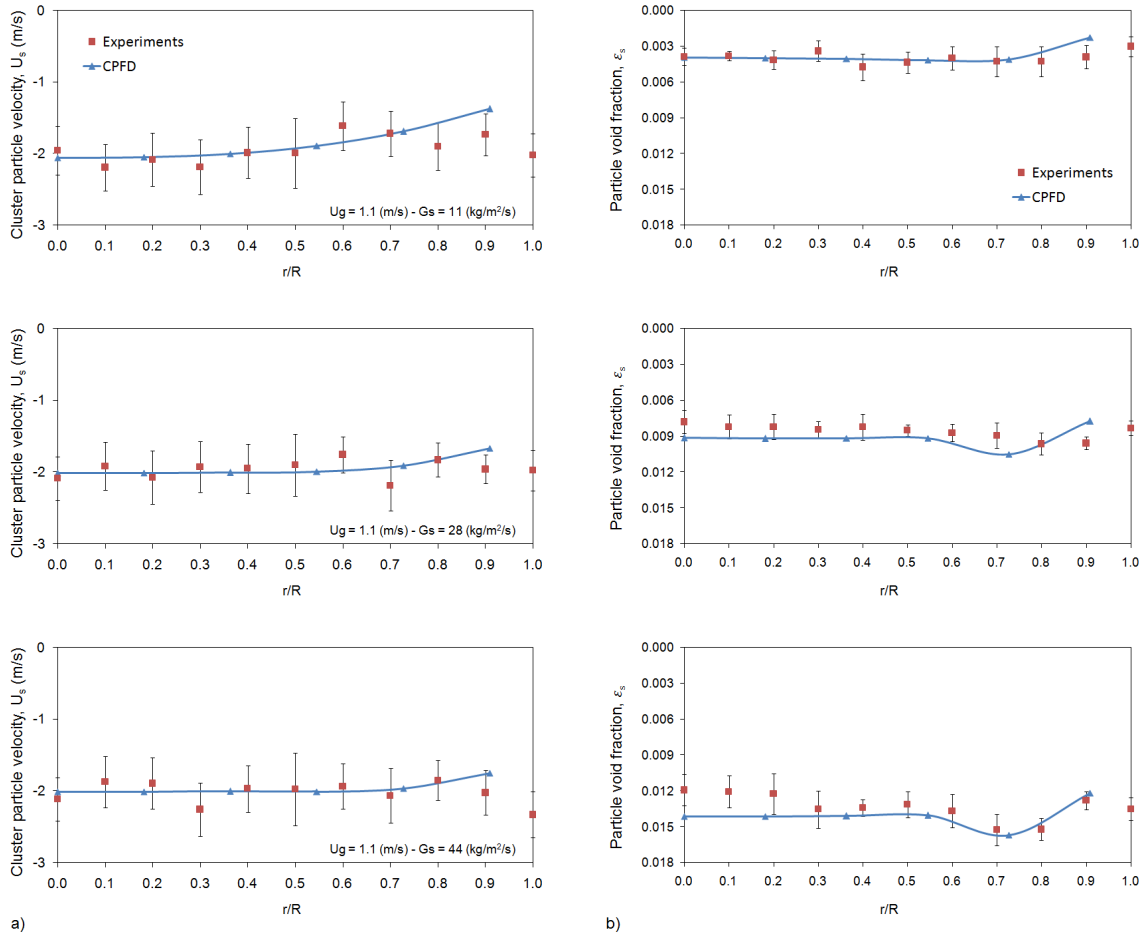 Cluster particle velocity, Us (m/s)
0
-1
-2
-3
Experiments
CPFD
Ug = 1.1 (m/s) - Gs = 11 (kg/m²/s)
0.0 0.1 0.2 0.3 0.4 0.5 0.6 0.7 0.8 0.9 1.0
r/R
Particle void fraction, εs
0.000
0.003
0.006
0.009
0.012
0.015
0.018
Experiments
CPFD
0.0 0.1 0.2 0.3 0.4 0.5 0.6 0.7 0.8 0.9 1.0
r/R
Cluster particle velocity, Us (m/s)
0
-1
-2
-3
Ug = 1.1 (m/s) - Gs = 28 (kg/m²/s)
0.0 0.1 0.2 0.3 0.4 0.5 0.6 0.7 0.8 0.9 1.0
r/R
Particle void fraction, εs
0.000
0.003
0.006
0.009
0.012
0.015
0.018
0.0 0.1 0.2 0.3 0.4 0.5 0.6 0.7 0.8 0.9 1.0
r/R
Cluster particle velocity, Us (m/s)
0
-1
-2
-3
Ug = 1.1 (m/s) - Gs = 44 (kg/m²/s)
0.0 0.1 0.2 0.3 0.4 0.5 0.6 0.7 0.8 0.9 1.0
r/R
Particle void fraction, εs
0.000
0.003
0.006
0.009
0.012
0.015
0.018
0.0 0.1 0.2 0.3 0.4 0.5 0.6 0.7 0.8 0.9 1.0
r/R
a)
b)